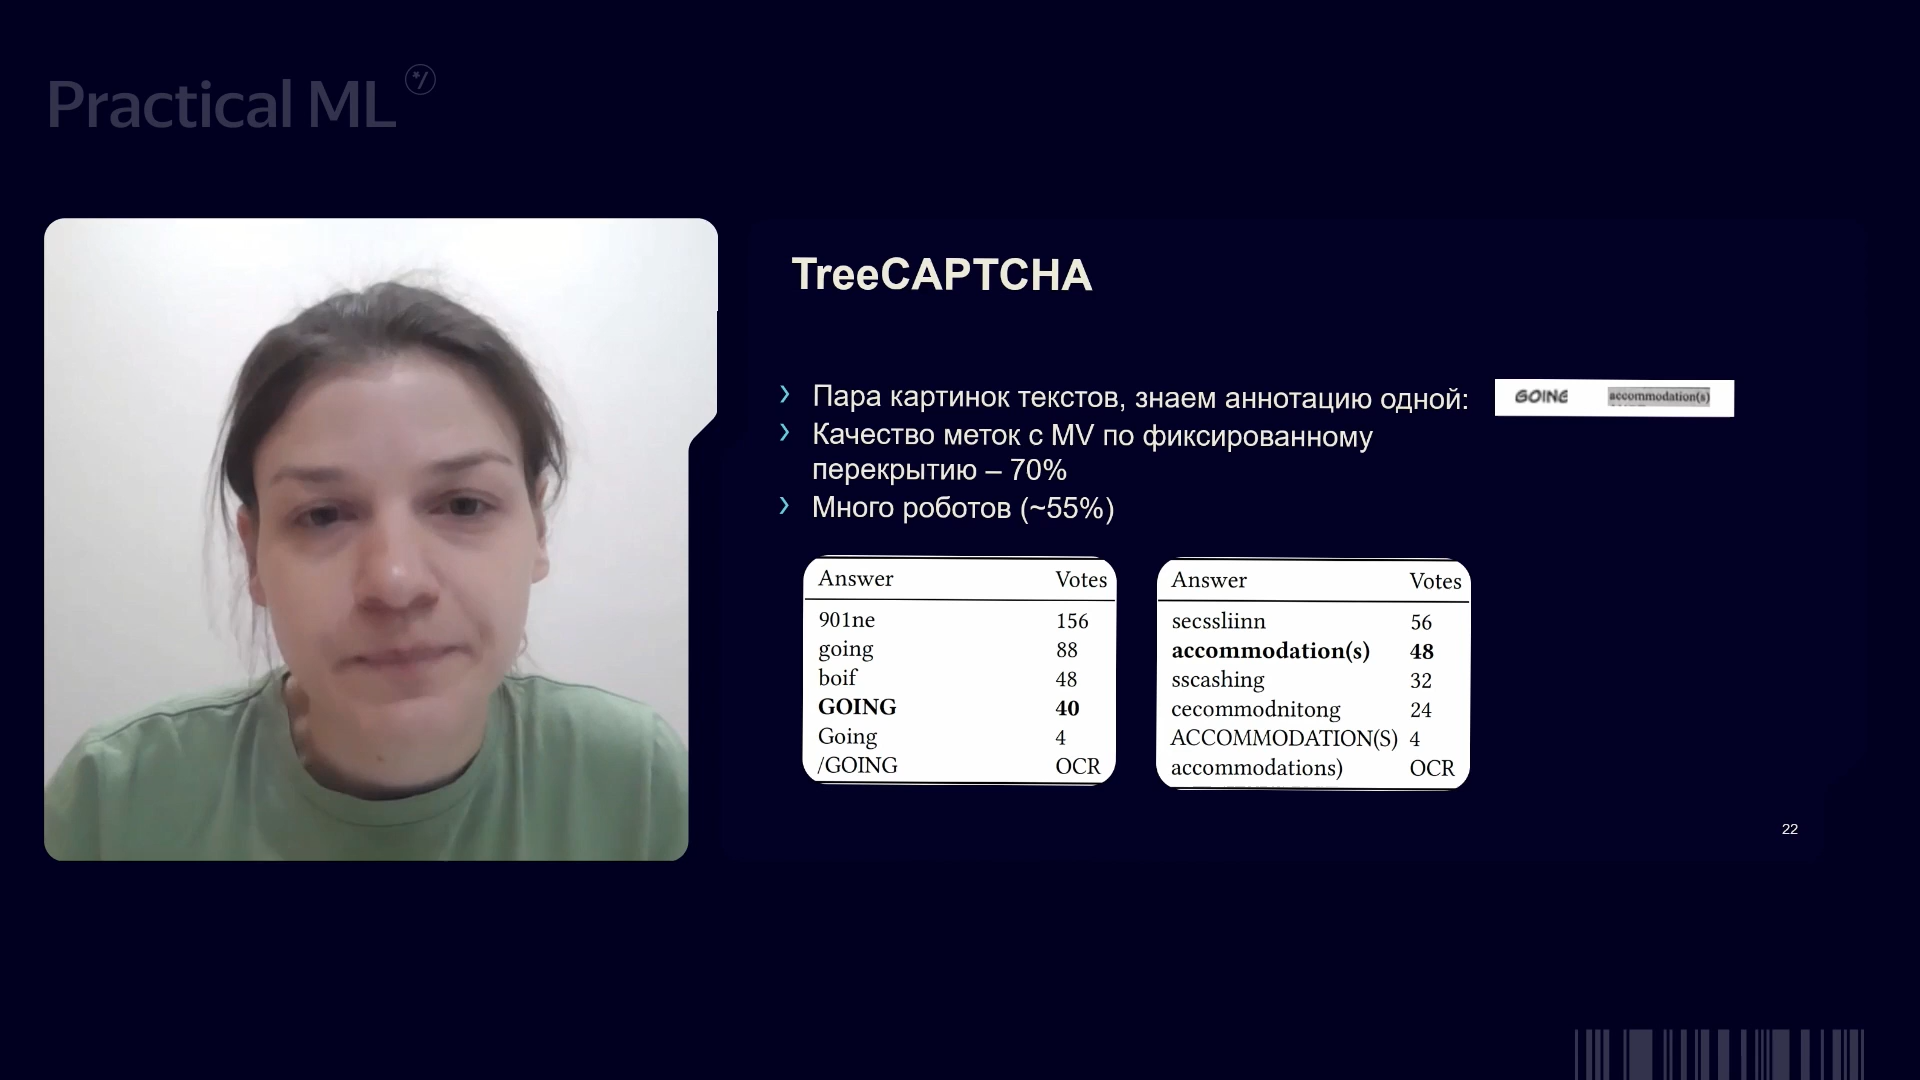 Practical ML
TreeCAPTCHA
Пара картинок текстов, знаем аннотацию одной:
GOING accommodation(s)
Качество меток с MV по фиксированному
перекрытию – 70%
Много роботов (~55%)
Answer Votes
901ne 156
going 88
boif 48
GOING 40
Going 4
/GOING OCR
Answer Votes
secssliinn 56
accommodation(s) 48
sscashing 32
cecommodnitong 24
ACCOMMODATION(S) 4
accommodations) OCR
22